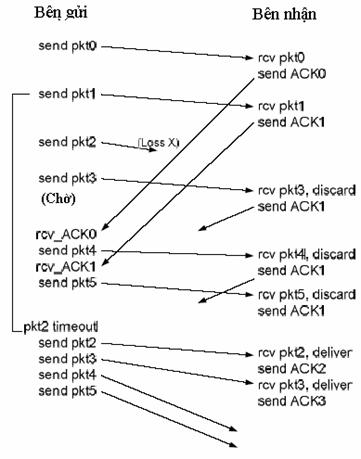 Bên gửi
Bên nhận
send pkt0
rcv pkt0
send ACK0
send pkt1
rcv pkt1
send ACK1
send pkt2
(Loss X)
send pkt3
(Chờ)
rcv pkt3, discard
send ACK1
rcv_ACK0
send pkt4
rcv_ACK1
send pkt5
rcv pkt4, discard
send ACK1
rcv pkt5, discard
send ACK1
pkt2 timeout
send pkt2
send pkt3
send pkt4
send pkt5
rcv pkt2, deliver
send ACK2
rcv pkt3, deliver
send ACK3